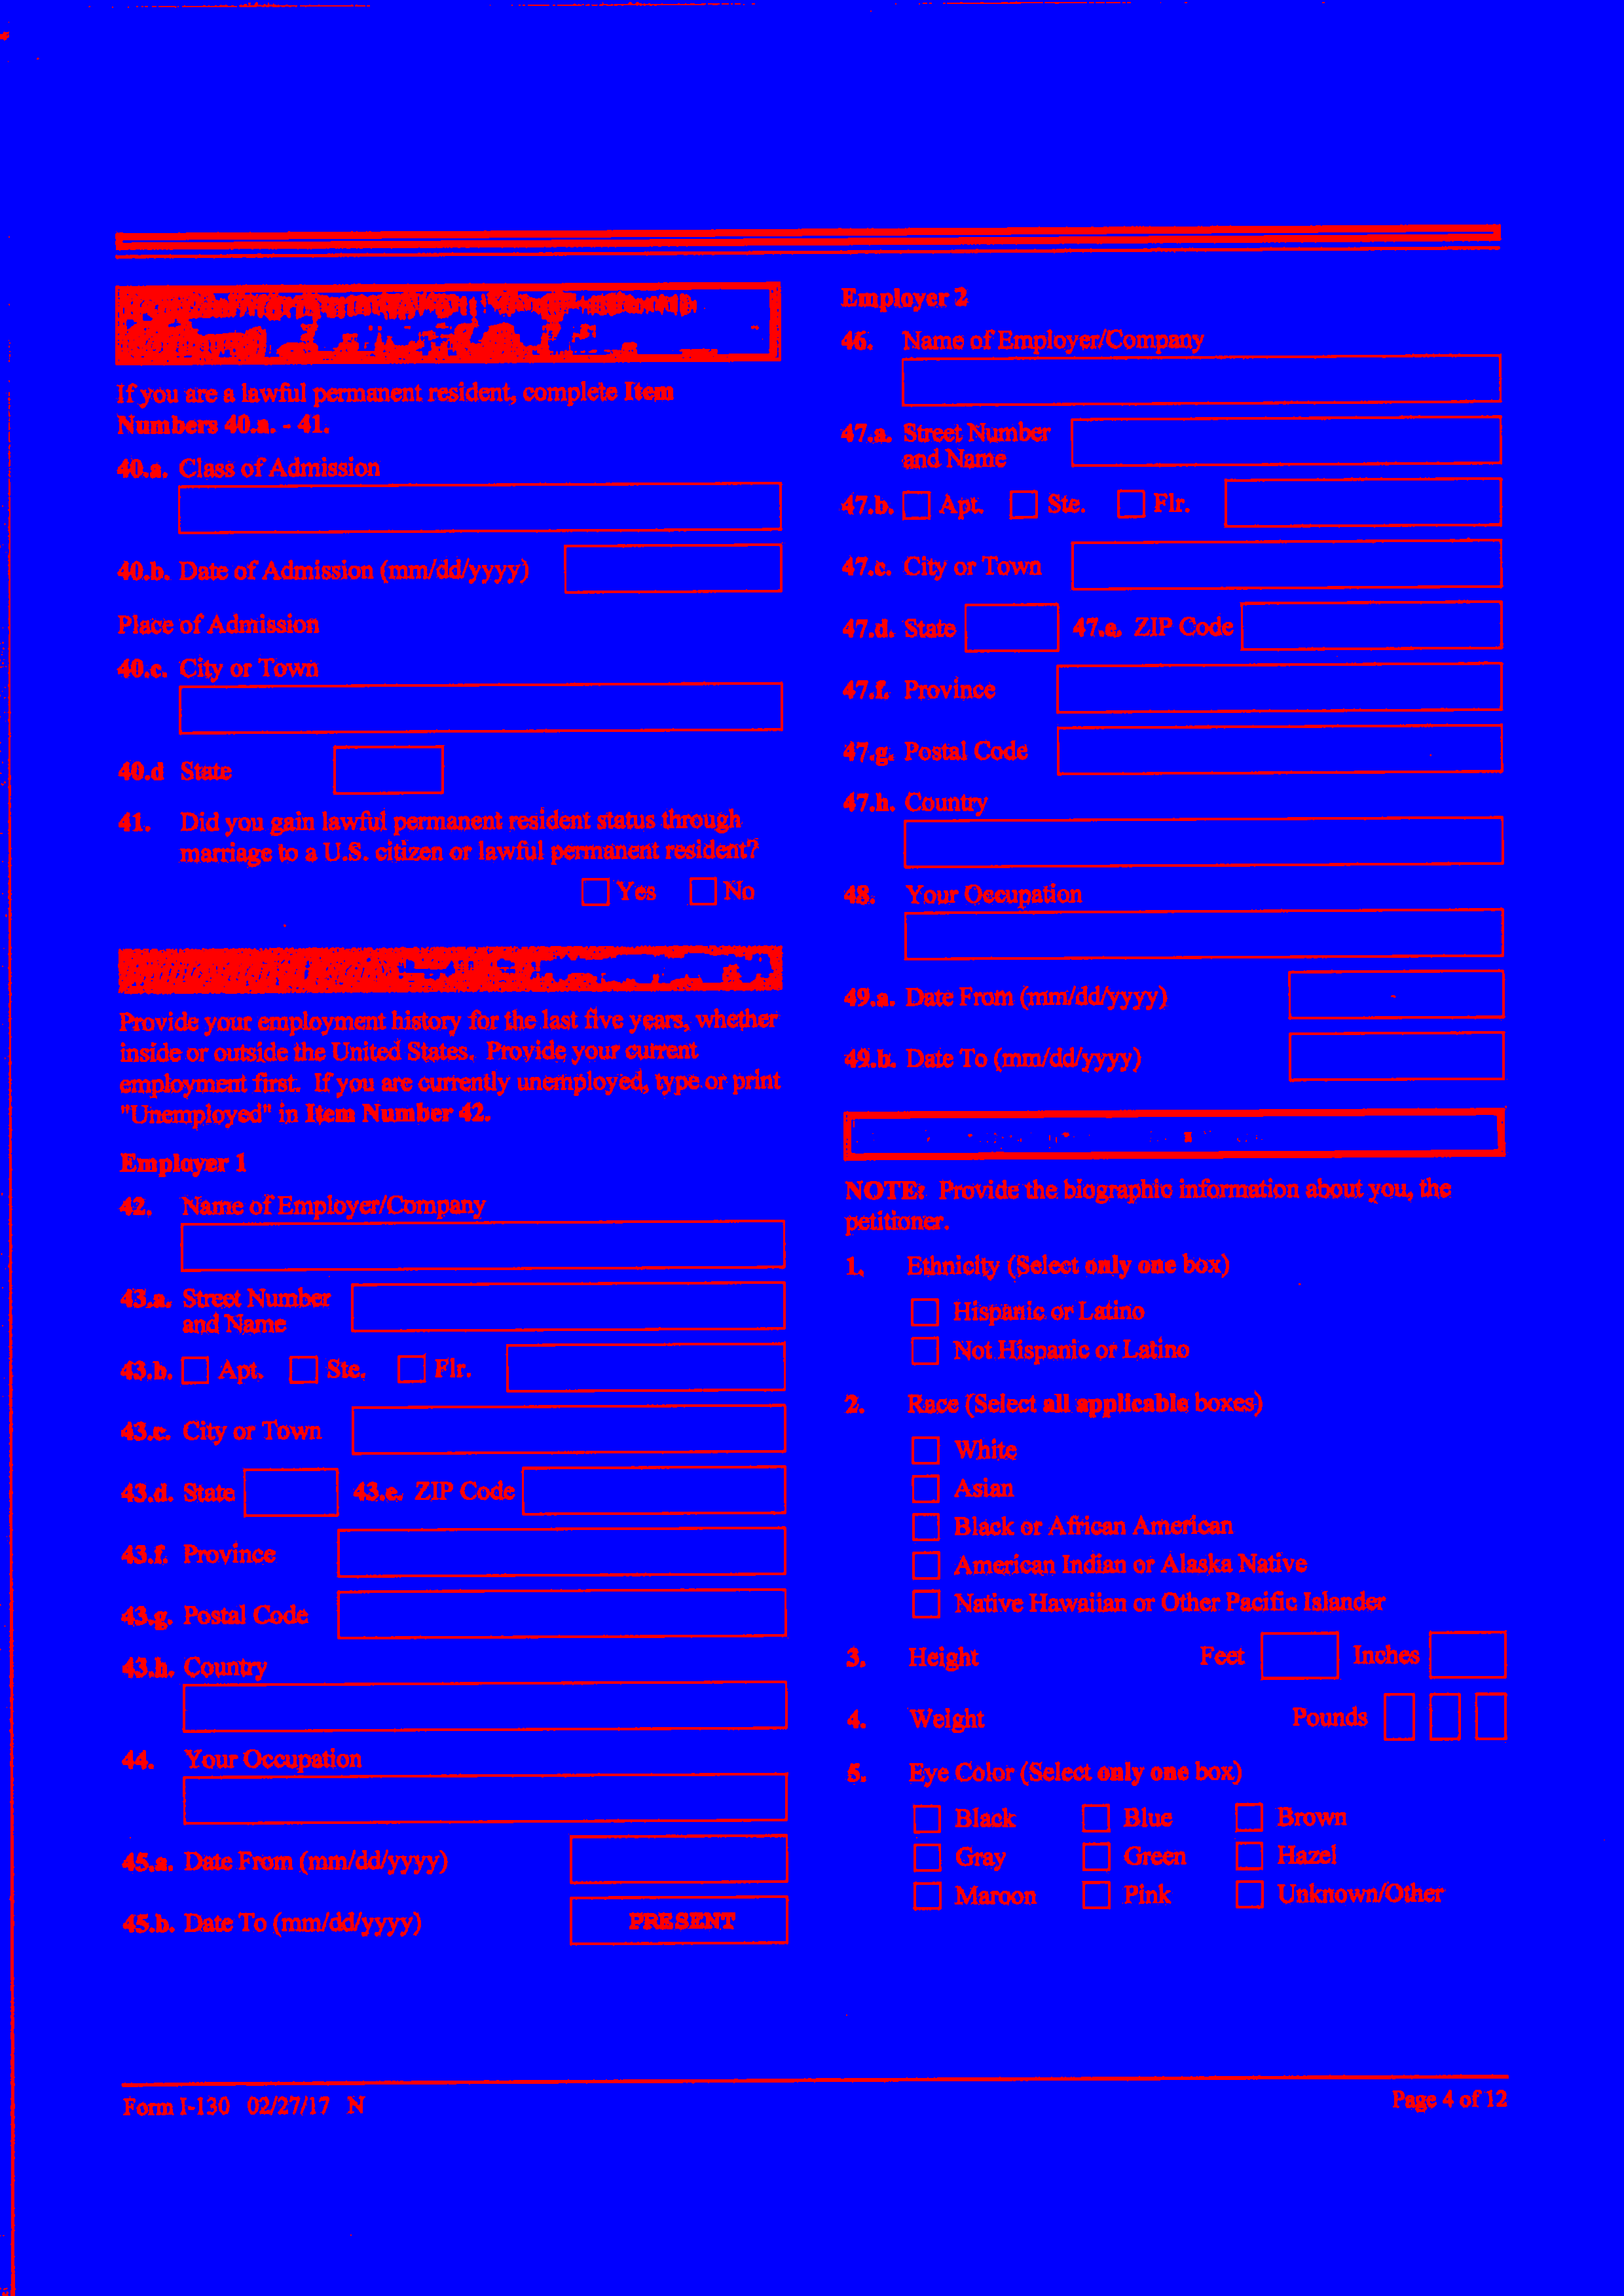 If you are a lawful permanent resident, complete Item
Numbers 40.a. - 41.
40.a. Class of Admission
40.b. Date of Admission (mm/dd/yyyy)
Place of Admission
40.c. City or Town
40.d State
41. Did you gain lawful permanent resident status through
marriage to a U.S. citizen or lawful permanent resident?
Yes No
Provide your employment history for the last five years, whether
inside or outside the United States. Provide your current
employment first. If you are currently unemployed, type or print
"Unemployed" in Item Number 42.
Employer 1
42. Name of Employer/Company
43.a. Street Number
and Name
43.b. Apt. Ste. Flr.
43.c. City or Town
43.d. State 43.e. ZIP Code
43.f. Province
43.g. Postal Code
43.h. Country
44. Your Occupation
45.a. Date From (mm/dd/yyyy)
45.b. Date To (mm/dd/yyyy) PRESENT
Employer 2
46. Name of Employer/Company
47.a. Street Number
and Name
47.b. Apt. Ste. Flr.
47.c. City or Town
47.d. State 47.e. ZIP Code
47.f. Province
47.g. Postal Code
47.h. Country
48. Your Occupation
49.a. Date From (mm/dd/yyyy)
49.b. Date To (mm/dd/yyyy)
NOTE: Provide the biographic information about you, the
petitioner.
1. Ethnicity (Select only one box)
Hispanic or Latino
Not Hispanic or Latino
2. Race (Select all applicable boxes)
White
Asian
Black or African American
American Indian or Alaska Native
Native Hawaiian or Other Pacific Islander
3. Height Feet Inches
4. Weight Pounds
5. Eye Color (Select only one box)
Black Blue Brown
Gray Green Hazel
Maroon Pink Unknown/Other
Form I-130 02/27/17 N
Page 4 of 12